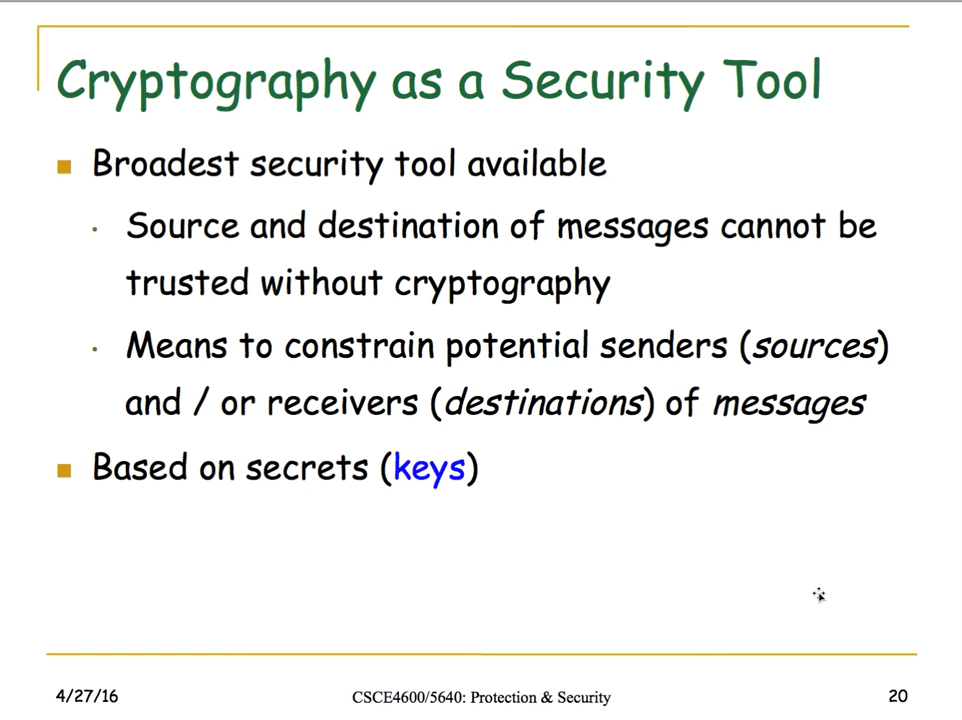 Cryptography as a Security Tool
Broadest security tool available
Source and destination of messages cannot be
trusted without cryptography
Means to constrain potential senders (sources)
and / or receivers (destinations) of messages
Based on secrets (keys)
4/27/16
CSCE4600/5640: Protection & Security
20